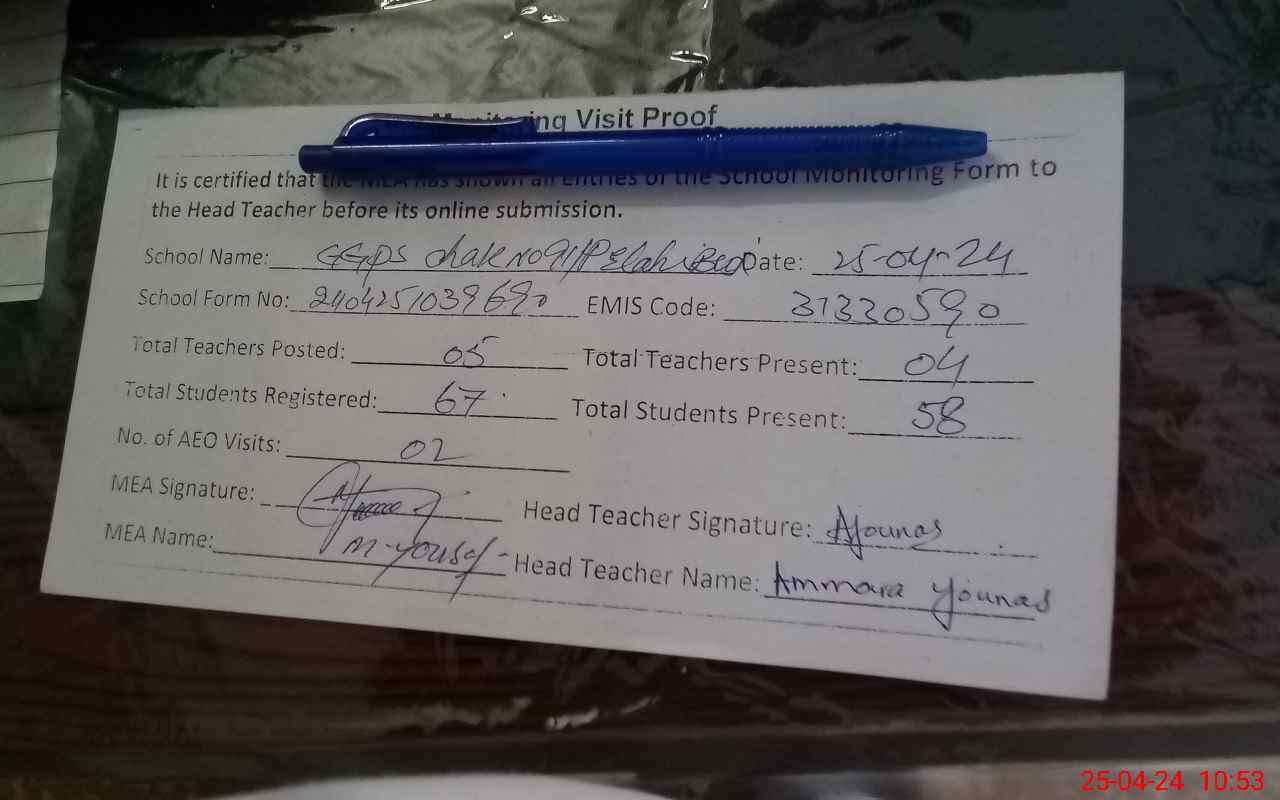 Monitoring Visit Proof
It is certified that the MEA has shown all entries of the School Monitoring Form to
the Head Teacher before its online submission.
School Name: GGPS chak no 91/P Elahi Date: 25-04-24
School Form No: 2404251039690 EMIS Code: 31330590
Total Teachers Posted: 05 Total Teachers Present: 04
Total Students Registered: 67 Total Students Present: 58
No. of AEO Visits: 02
MEA Signature: Head Teacher Signature: AYounas
MEA Name: M-Yousaf Head Teacher Name: Ammara Younas
25-04-24 10:53